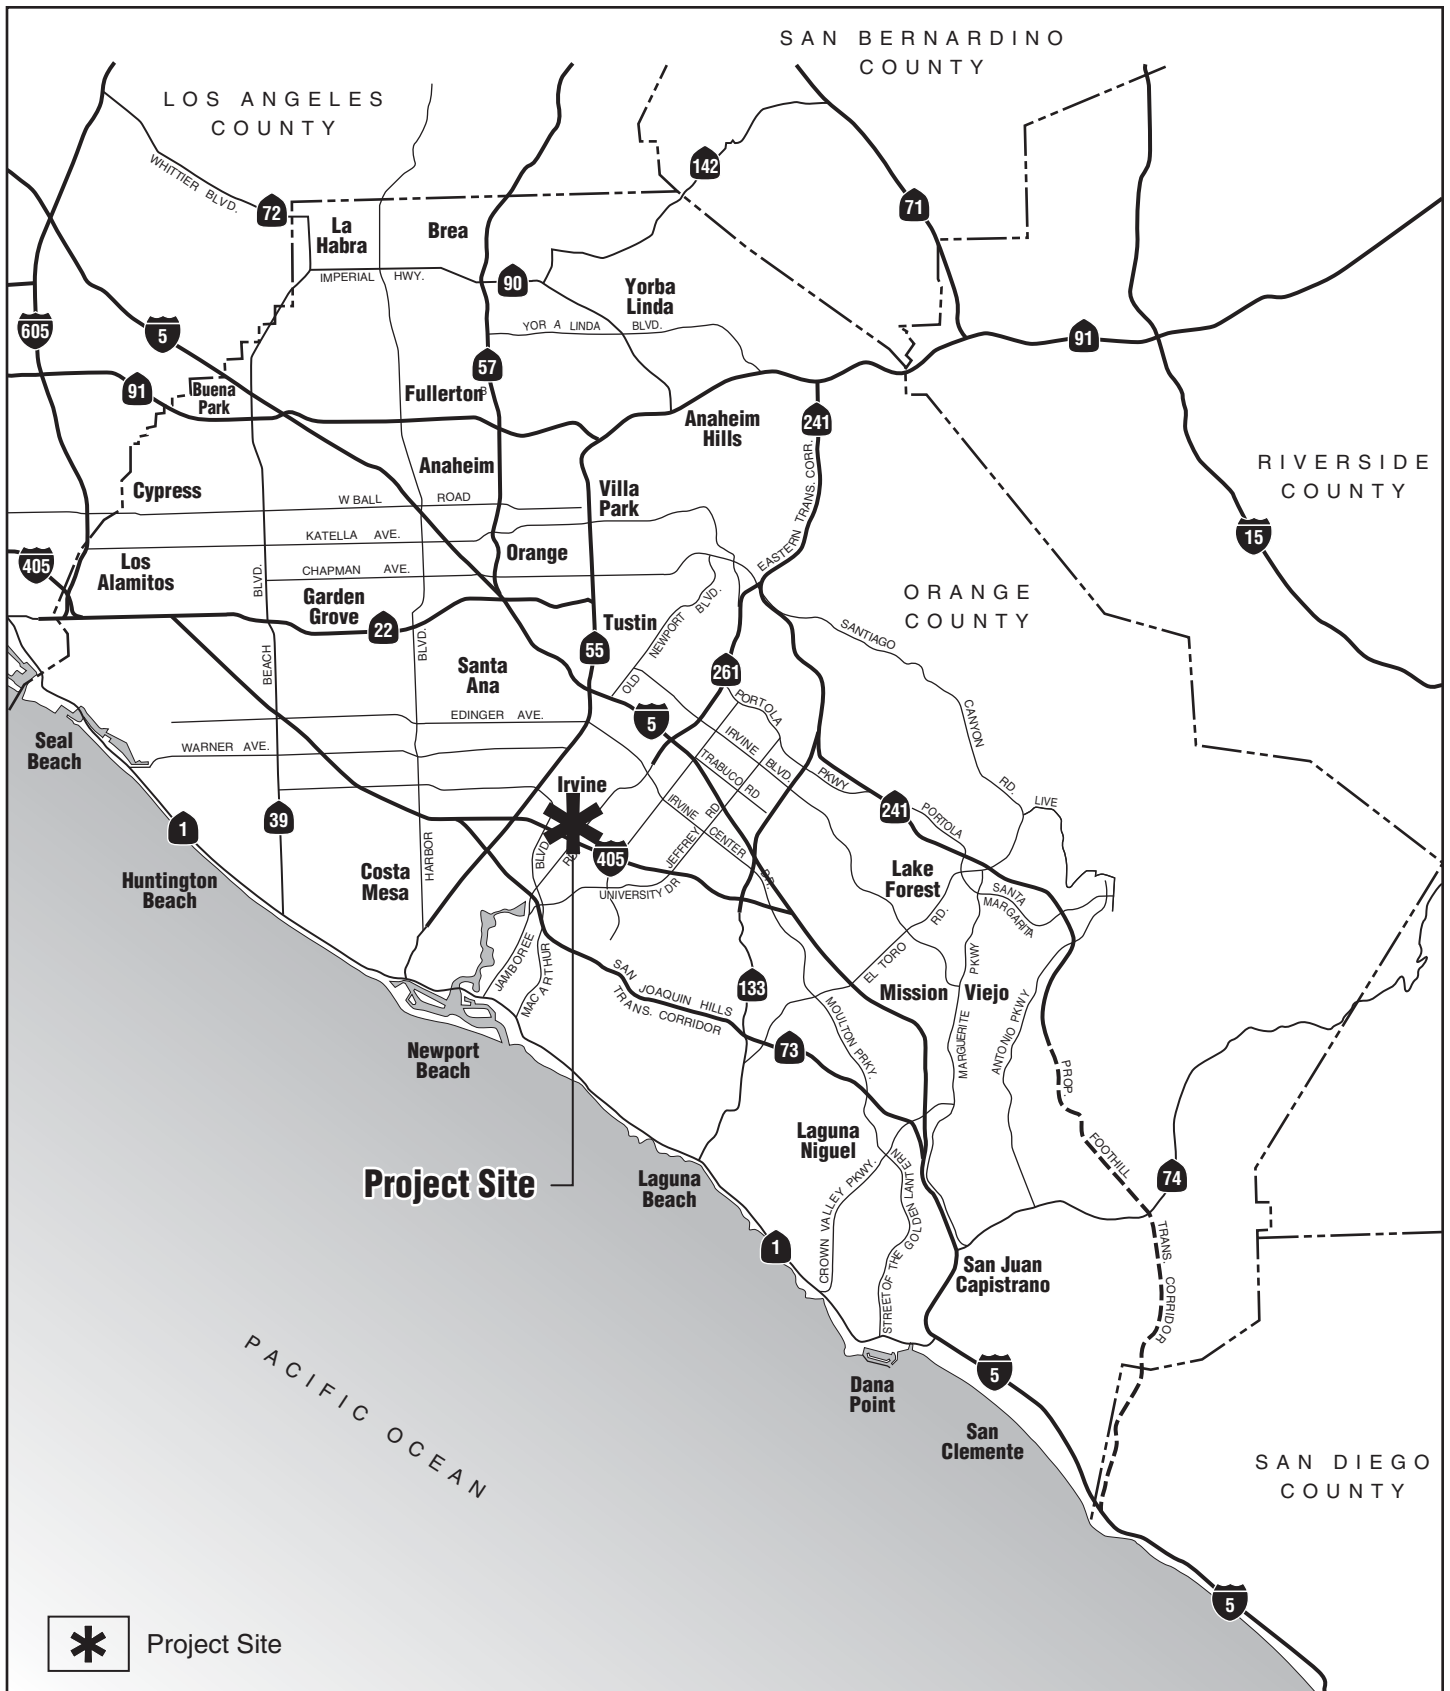 SAN BERNARDINO
COUNTY
LOS ANGELES
COUNTY
WHITTIER BLVD.
142
72
71
La
Habra
Brea
IMPERIAL HWY.
90
Yorba
Linda
YOR A LINDA BLVD.
605
5
91
57
91
Buena
Park
Fullerton
B
Anaheim
Hills
241
EASTERN TRANS. CORR.
Anaheim
Cypress
Villa
Park
RIVERSIDE
COUNTY
W BALL ROAD
KATELLA AVE.
15
405
Los
Alamitos
Orange
CHAPMAN AVE.
BLVD.
Garden
Grove
22
ORANGE
COUNTY
Tustin
OLD NEWPORT BLVD.
SANTIAGO
CANYON
RD.
55
BLVD.
BEACH
Santa
Ana
261
PORTOLA
EDINGER AVE.
5
Seal
Beach
WARNER AVE.
IRVINE BLVD.
TRABUCO RD
PKWY
Irvine
LIVE
1
39
IRVINE CENTER DR.
JEFFREY RD
241
PORTOLA
HARBOR
BLVD.
RD.
405
Huntington
Beach
Costa
Mesa
UNIVERSITY DR
Lake
Forest
SANTA
MARGARITA
EL TORO RD.
PKWY
JAMBOREE
MAC ARTHUR
SAN JOAQUIN HILLS
TRANS. CORRIDOR
133
Mission Viejo
MOULTON PRKY.
MARGUERITE
ANTONIO PKWY
Newport
Beach
73
PROP.
FOOTHILL
TRANS. CORRIDOR
Laguna
Niguel
74
Project Site
Laguna
Beach
CROWN VALLEY PKWY.
STREET OF THE GOLDEN LANTERN
1
San Juan
Capistrano
PACIFIC OCEAN
5
Dana
Point
San
Clemente
SAN DIEGO
COUNTY
5
Project Site